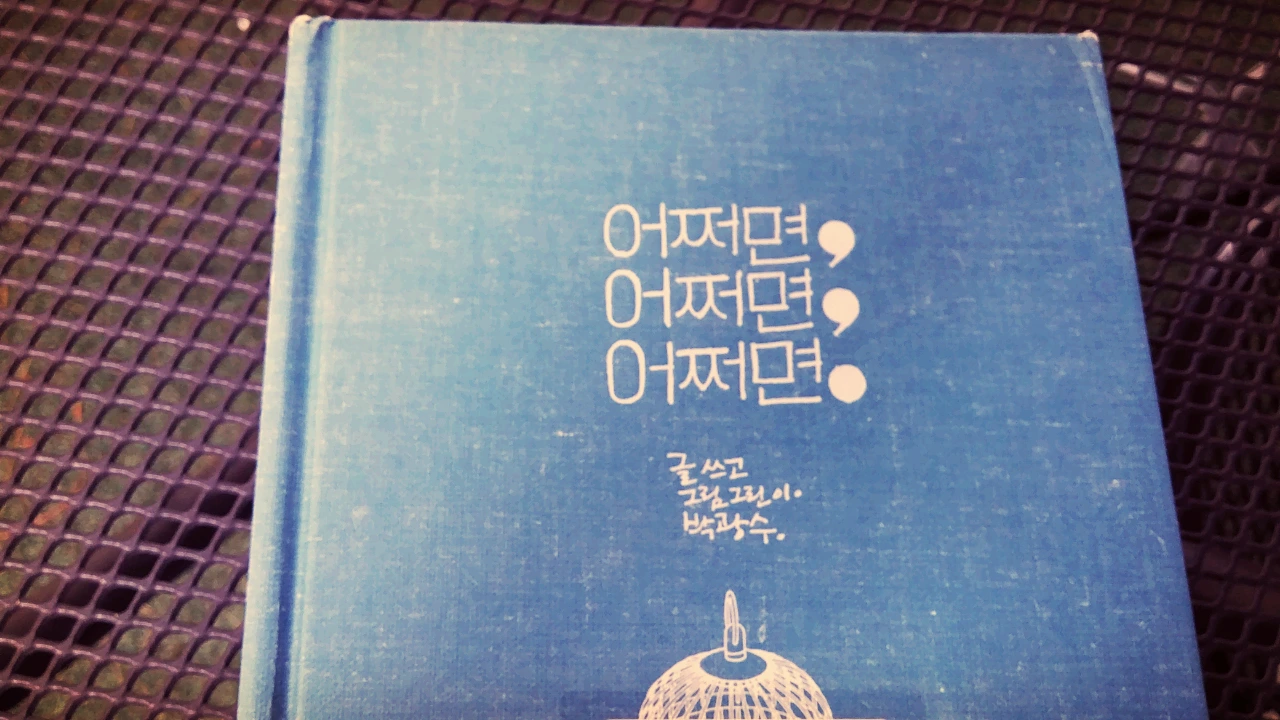 어쩌면,
어쩌면,
어쩌면.
글 쓰고
그림 그린 이.
박광수.